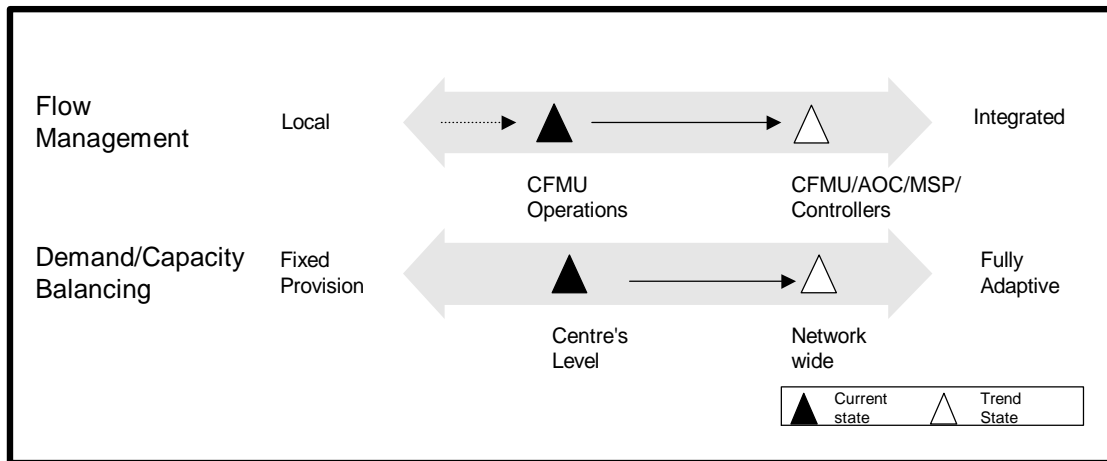 Flow
Management
Local
Integrated
CFMU
Operations
CFMU/AOC/MSP/
Controllers
Demand/Capacity
Balancing
Fixed
Provision
Fully
Adaptive
Centre's
Level
Network
wide
Current
state
Trend
State